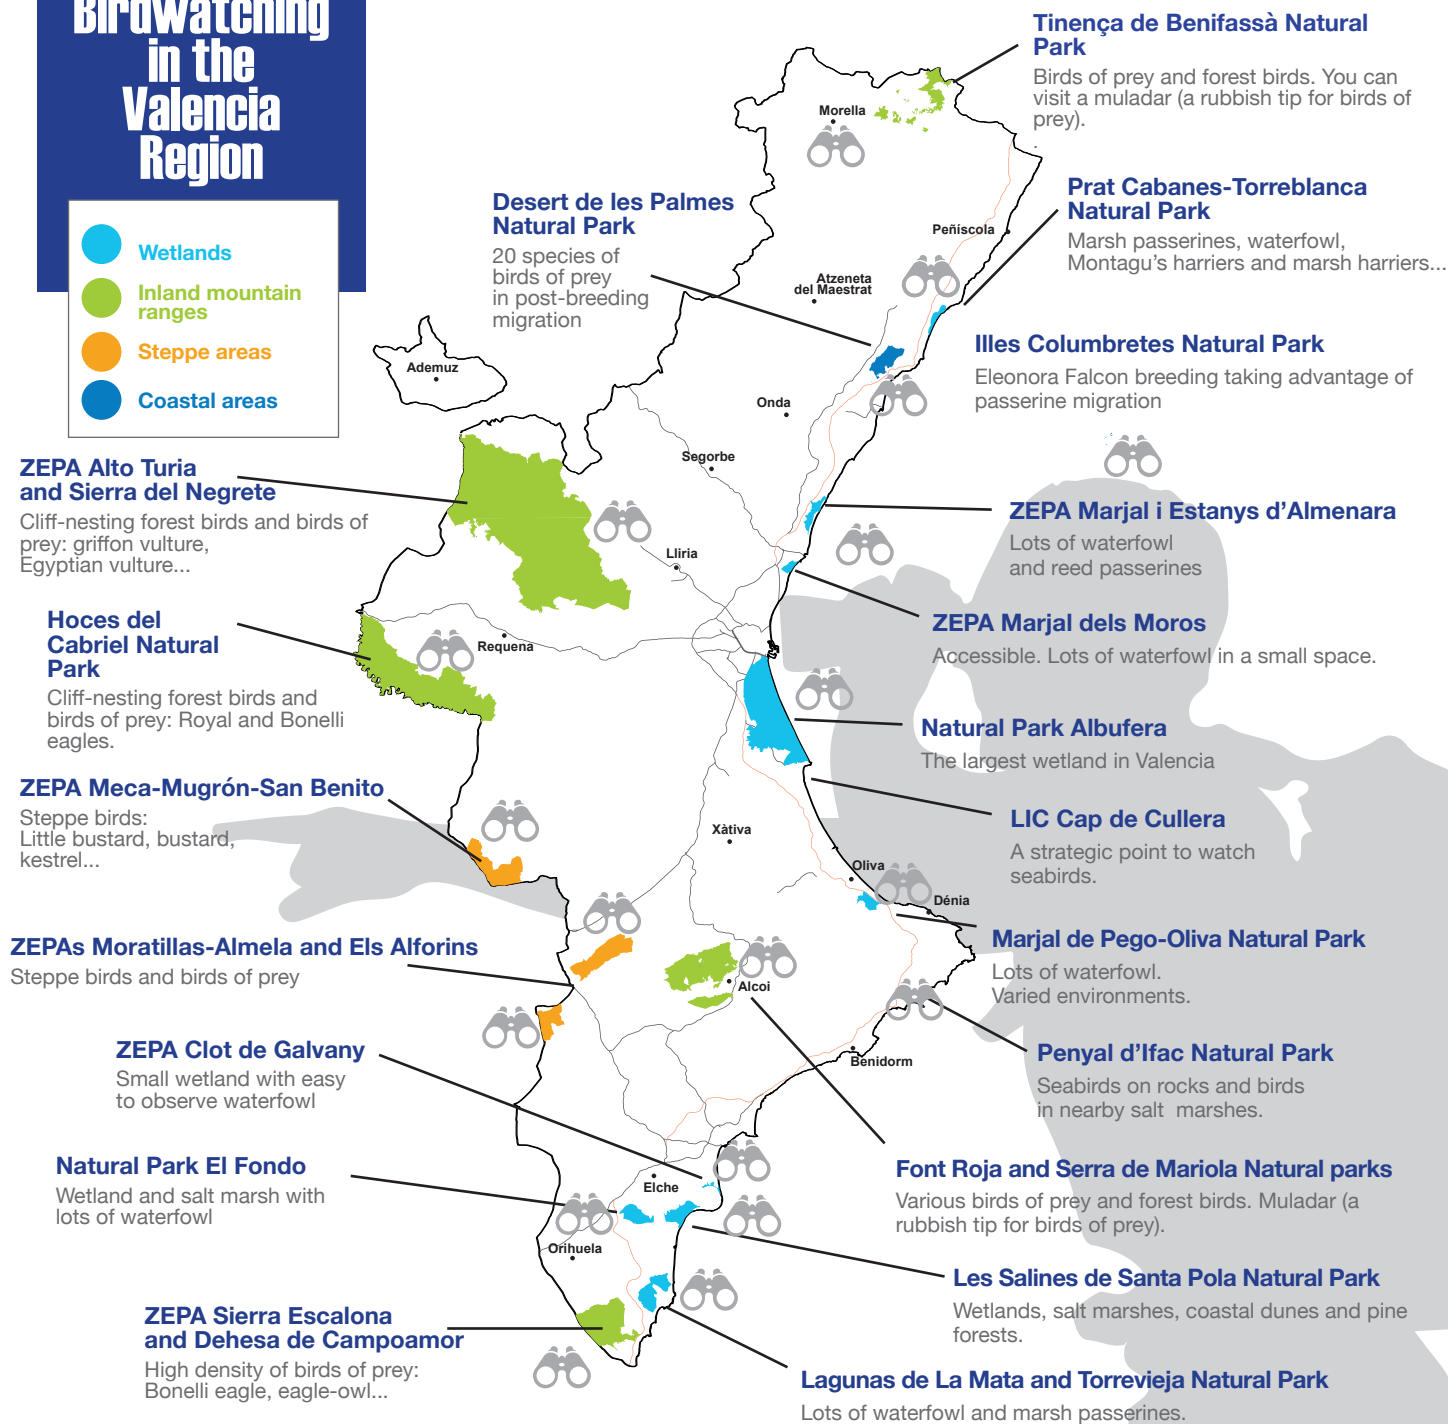 Birdwatching
in the
Valencia
Region
Wetlands
Inland mountain
ranges
Steppe areas
Coastal areas
Tinença de Benifassà Natural
Park
Birds of prey and forest birds. You can
visit a muladar (a rubbish tip for birds of
prey).
Morella
Desert de les Palmes
Natural Park
20 species of
birds of prey
in post-breeding
migration
Prat Cabanes-Torreblanca
Natural Park
Marsh passerines, waterfowl,
Montagu's harriers and marsh harriers...
Peñiscola
Atzeneta
del Maestrat
Illes Columbretes Natural Park
Eleonora Falcon breeding taking advantage of
passerine migration
Ademuz
Onda
Segorbe
ZEPA Alto Turia
and Sierra del Negrete
Cliff-nesting forest birds and birds of
prey: griffon vulture,
Egyptian vulture...
ZEPA Marjal i Estanys d'Almenara
Lots of waterfowl
and reed passerines
Lliria
Hoces del
Cabriel Natural
Park
Cliff-nesting forest birds and
birds of prey: Royal and Bonelli
eagles.
Requena
ZEPA Marjal dels Moros
Accessible. Lots of waterfowl in a small space.
Natural Park Albufera
The largest wetland in Valencia
ZEPA Meca-Mugrón-San Benito
Steppe birds:
Little bustard, bustard,
kestrel...
LIC Cap de Cullera
A strategic point to watch
seabirds.
Xàtiva
Oliva
Dénia
ZEPAs Moratillas-Almela and Els Alforins
Steppe birds and birds of prey
Marjal de Pego-Oliva Natural Park
Lots of waterfowl.
Varied environments.
Alcoi
ZEPA Clot de Galvany
Small wetland with easy
to observe waterfowl
Benidorm
Penyal d'Ifac Natural Park
Seabirds on rocks and birds
in nearby salt marshes.
Natural Park El Fondo
Wetland and salt marsh with
lots of waterfowl
Elche
Font Roja and Serra de Mariola Natural parks
Various birds of prey and forest birds. Muladar (a
rubbish tip for birds of prey).
Orihuela
Les Salines de Santa Pola Natural Park
Wetlands, salt marshes, coastal dunes and pine
forests.
ZEPA Sierra Escalona
and Dehesa de Campoamor
High density of birds of prey:
Bonelli eagle, eagle-owl...
Lagunas de La Mata and Torrevieja Natural Park
Lots of waterfowl and marsh passerines.